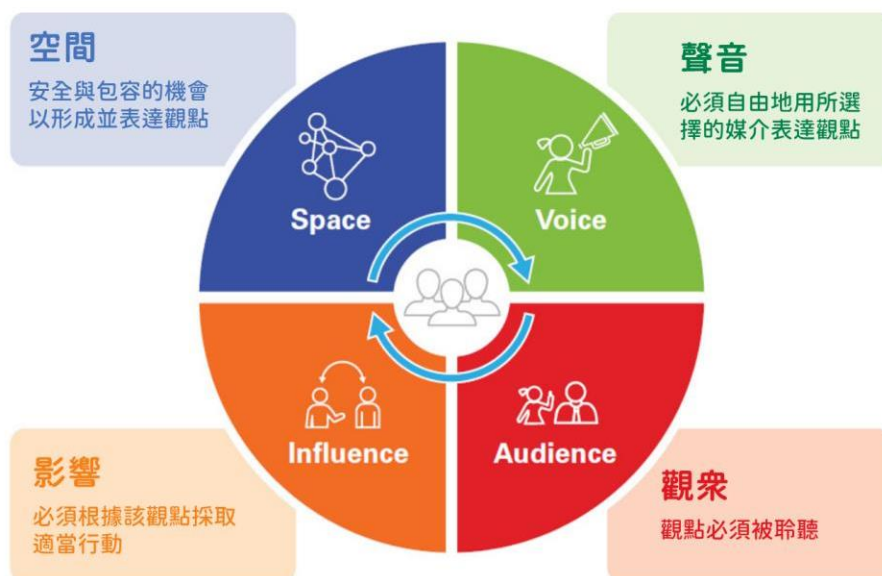 空間
安全與包容的機會
以形成並表達觀點
聲音
必須自由地用所選
擇的媒介表達觀點
Space
Voice
Influence
Audience
影響
必須根據該觀點採取
適當行動
觀眾
觀點必須被聆聽